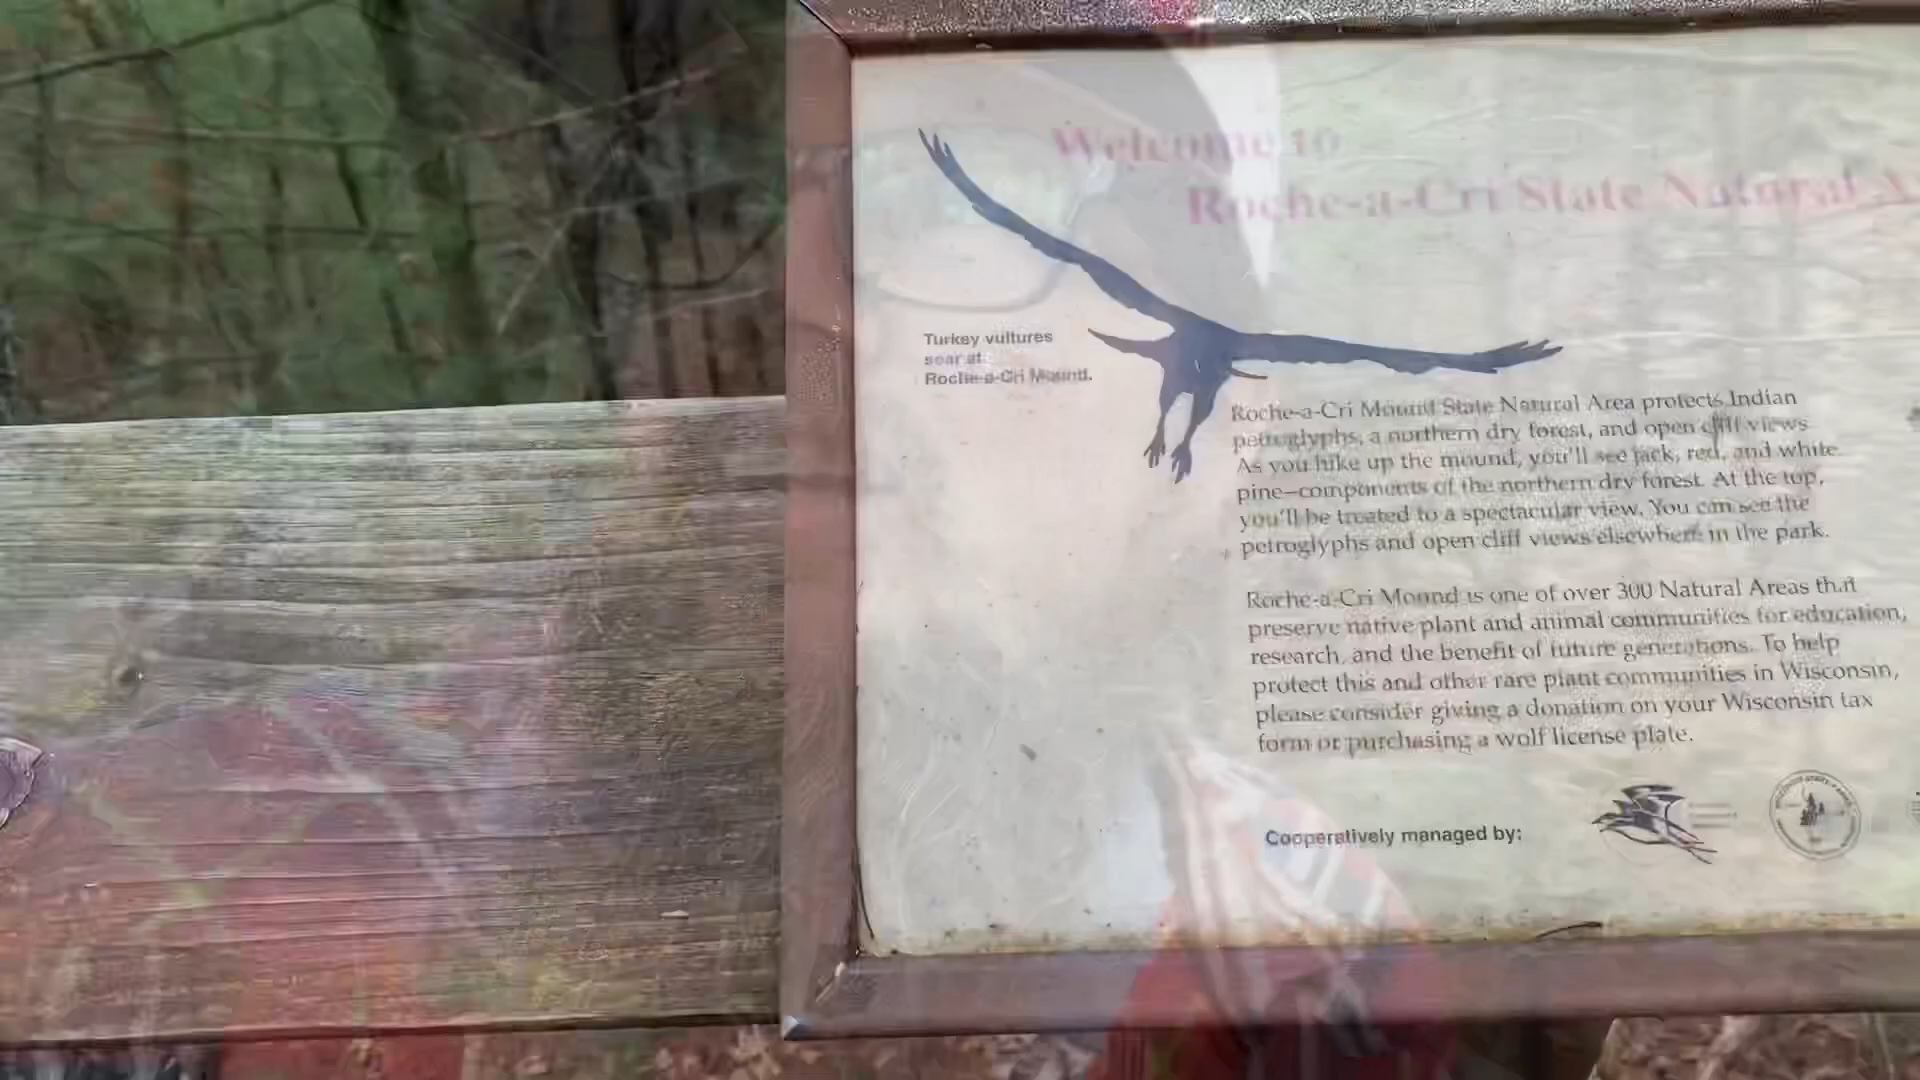 Welcome to
Roche-a-Cri State Natural
Turkey vultures
soar at
Roche-a-Cri Mound.
Roche-a-Cri Mound State Natural Area protects Indian
petroglyphs, a northern dry forest, and open cliff views
As you hike up the mound, you'll see jack, red, and white
pine–components of the northern dry forest. At the top,
you'll be treated to a spectacular view. You can see the
petroglyphs and open cliff views elsewhere in the park.
Roche-a-Cri Mound is one of over 300 Natural Areas that
preserve native plant and animal communities for education,
research, and the benefit of future generations. To help
protect this and other rare plant communities in Wisconsin,
please consider giving a donation on your Wisconsin tax
form or purchasing a wolf license plate.
Cooperatively managed by: